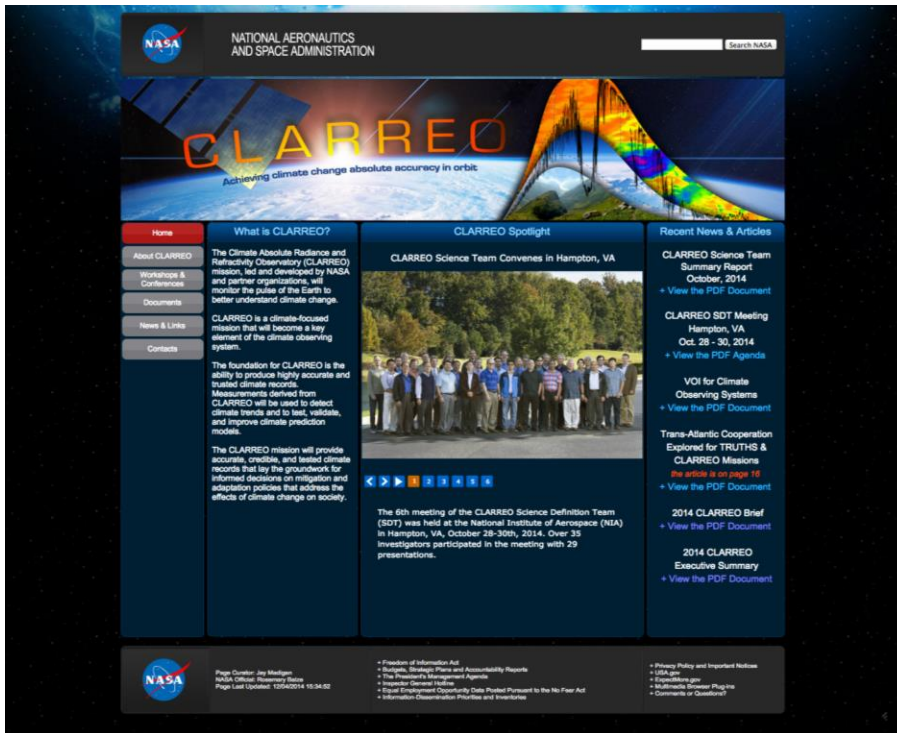 NASA
NATIONAL AERONAUTICS
AND SPACE ADMINISTRATION
Search NASA
CLARREO
Achieving climate change absolute accuracy in orbit
Home
About CLARREO
Workshops &
Conferences
Documents
News & Links
Contacts
What is CLARREO?
The Climate Absolute Radiance and
Refractivity Observatory (CLARREO)
mission, led and developed by NASA
and partner organizations, will
monitor the pulse of the Earth to
better understand climate change.
CLARREO is a climate-focused
mission that will become a key
element of the climate observing
system.
The foundation for CLARREO is the
ability to produce highly accurate and
trusted climate records.
Measurements derived from
CLARREO will be used to detect
climate trends and to test, validate,
and improve climate prediction
models.
The CLARREO mission will provide
accurate, credible, and tested climate
records that lay the groundwork for
informed decisions on mitigation and
adaptation policies that address the
effects of climate change on society.
CLARREO Spotlight
CLARREO Science Team Convenes in Hampton, VA
1 2 3 4 5 6
The 6th meeting of the CLARREO Science Definition Team
(SDT) was held at the National Institute of Aerospace (NIA)
in Hampton, VA, October 28-30th, 2014. Over 35
investigators participated in the meeting with 29
presentations.
Recent News & Articles
CLARREO Science Team
Summary Report
October, 2014
+ View the PDF Document
CLARREO SDT Meeting
Hampton, VA
Oct. 28 - 30, 2014
+ View the PDF Agenda
VOI for Climate
Observing Systems
+ View the PDF Document
Trans-Atlantic Cooperation
Explored for TRUTHS &
CLARREO Missions
the article is on page 16
+ View the PDF Document
2014 CLARREO Brief
+ View the PDF Document
2014 CLARREO
Executive Summary
+ View the PDF Document
NASA
Page Curator: Jay Madigan
NASA Official: Rosemary Baize
Page Last Updated: 12/04/2014 15:34:52
+ Freedom of Information Act
+ Budgets, Strategic Plans and Accountability Reports
+ The President's Management Agenda
+ Inspector General Hotline
+ Equal Employment Opportunity Data Posted Pursuant to the No Fear Act
+ Information-Dissemination Priorities and Inventories
+ Privacy Policy and Important Notices
+ USA.gov
+ ExpectMore.gov
+ Multimedia Browser Plug-ins
+ Comments or Questions?